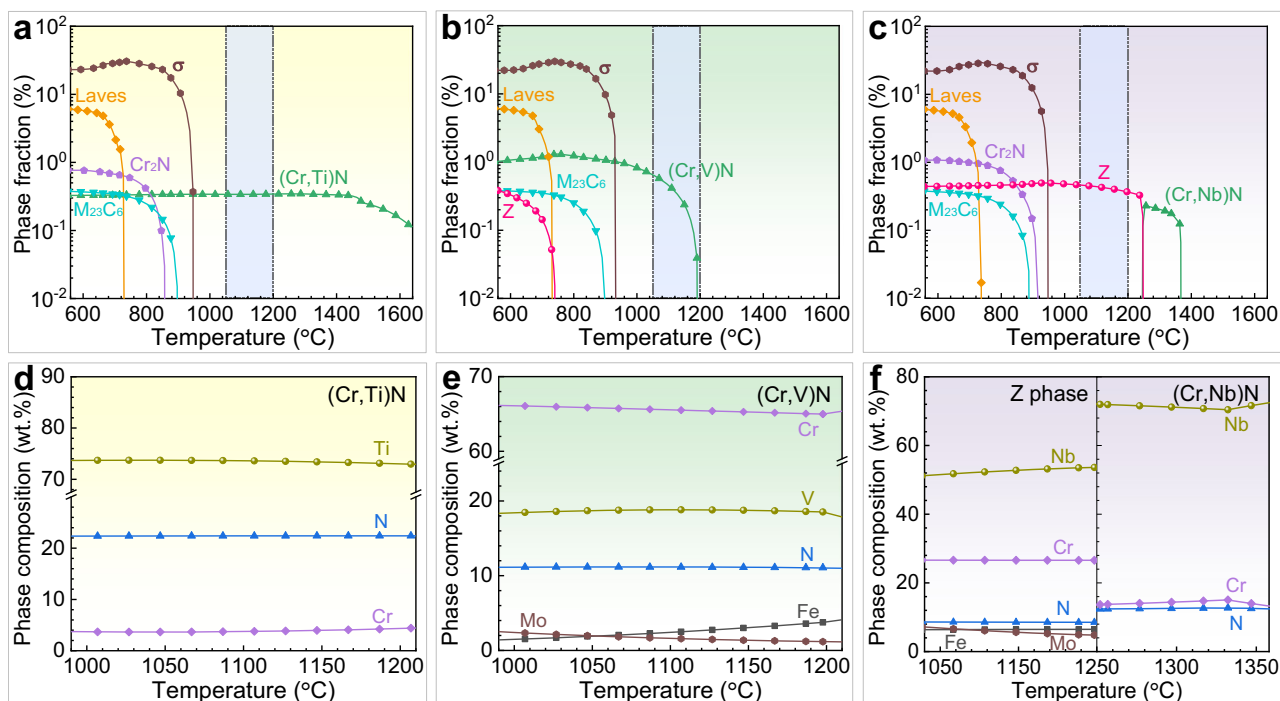 a
Phase fraction (%)
10²
10¹
10⁰
10⁻¹
10⁻²
σ
Laves
Cr₂N
(Cr,Ti)N
M₂₃C₆
600 800 1000 1200 1400 1600
Temperature (°C)
b
Phase fraction (%)
10²
10¹
10⁰
10⁻¹
10⁻²
σ
Laves
(Cr,V)N
M₂₃C₆
Z
600 800 1000 1200 1400 1600
Temperature (°C)
c
Phase fraction (%)
10²
10¹
10⁰
10⁻¹
10⁻²
σ
Laves
Cr₂N
Z
(Cr,Nb)N
M₂₃C₆
600 800 1000 1200 1400 1600
Temperature (°C)
d
Phase composition (wt.%)
90
80
70
20
10
0
(Cr,Ti)N
Ti
N
Cr
1000 1050 1100 1150 1200
Temperature (°C)
e
Phase composition (wt.%)
70
60
20
10
0
(Cr,V)N
Cr
V
N
Mo
Fe
1000 1050 1100 1150 1200
Temperature (°C)
f
Phase composition (wt.%)
80
60
40
20
0
Z phase
(Cr,Nb)N
Nb
Nb
Cr
Cr
N
N
Fe
Mo
1050 1150 1250 1300 1350
Temperature (°C)